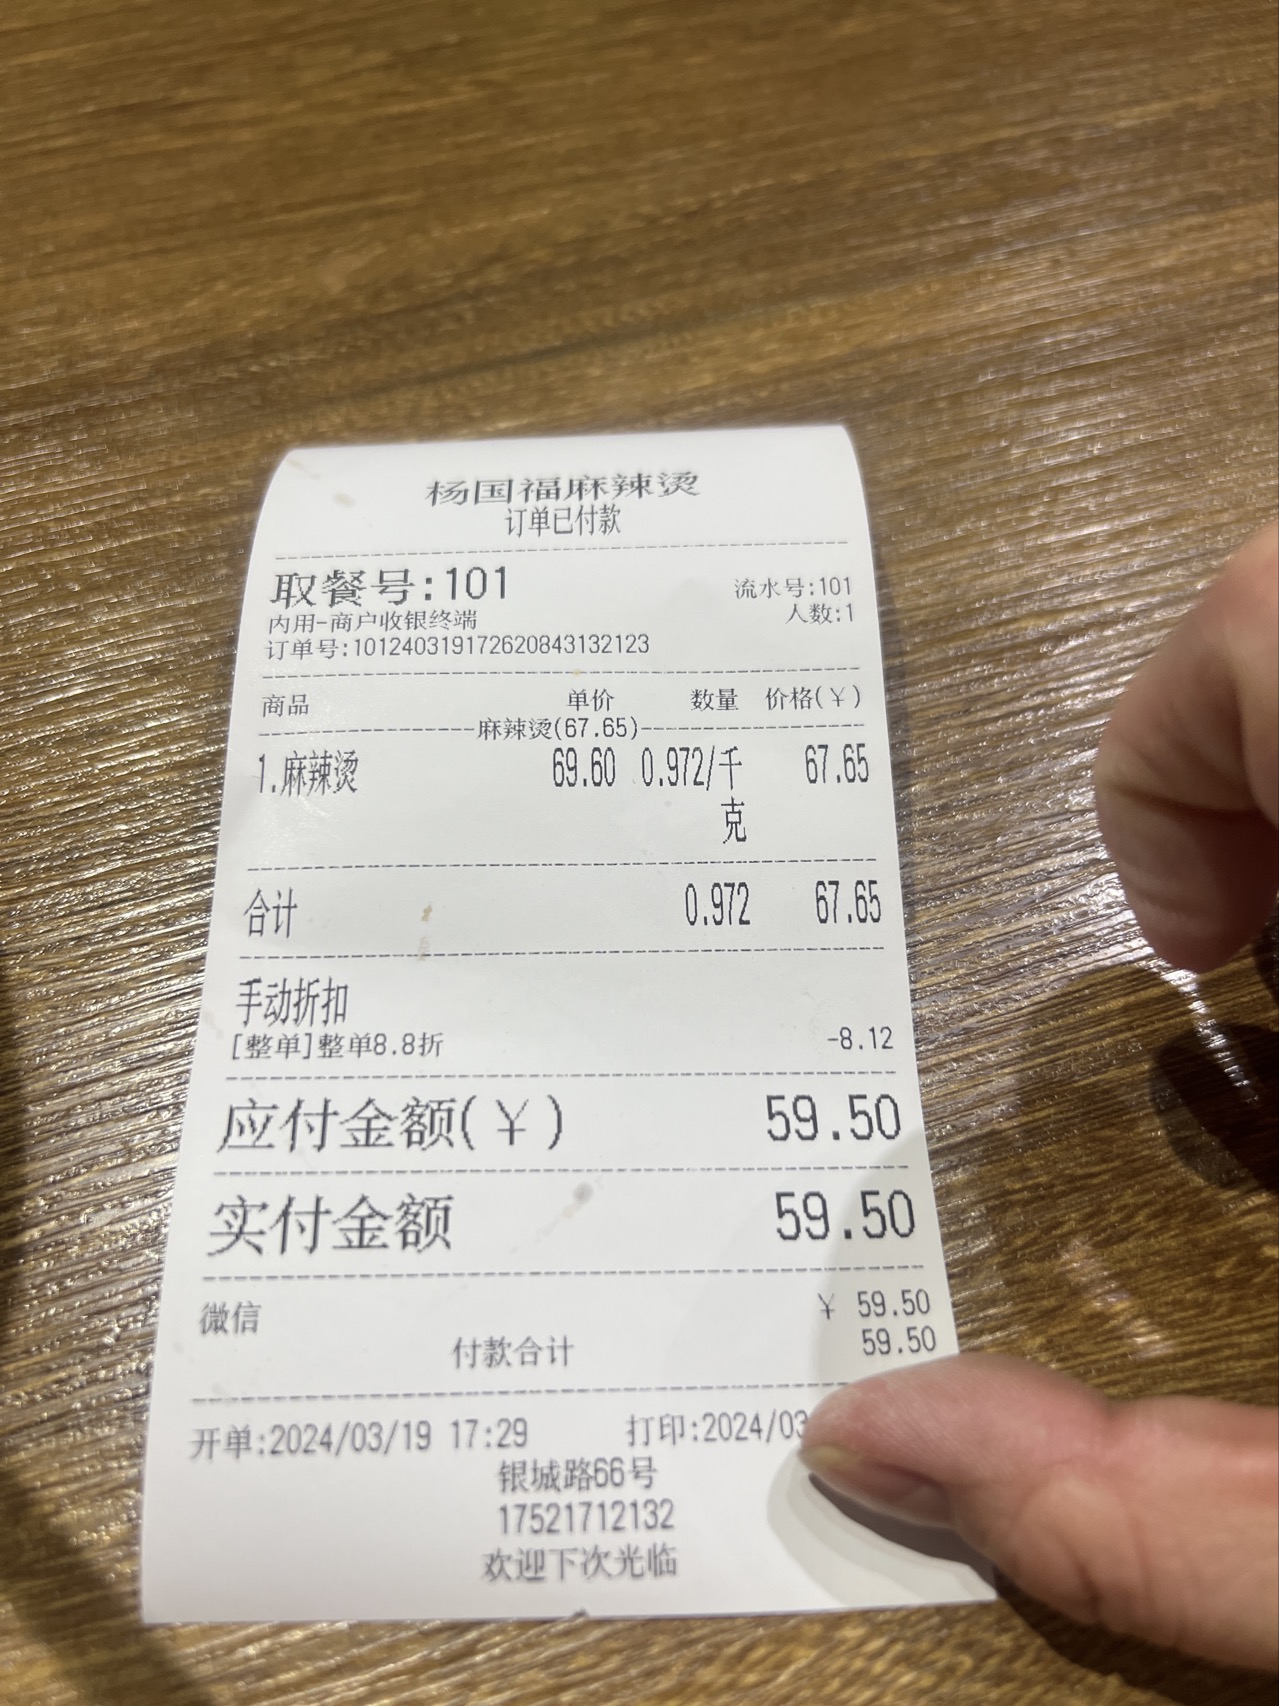 杨国福麻辣烫
订单已付款
取餐号:101 流水号:101
内用-商户收银终端 人数:1
订单号:101240319172620843132123
商品 单价 数量 价格(¥)
麻辣烫(67.65)
1.麻辣烫 69.60 0.972/千克 67.65
合计 0.972 67.65
手动折扣
[整单]整单8.8折 -8.12
应付金额(¥) 59.50
实付金额 59.50
微信 ¥ 59.50
付款合计 59.50
开单:2024/03/19 17:29 打印:2024/03
银城路66号
17521712132
欢迎下次光临